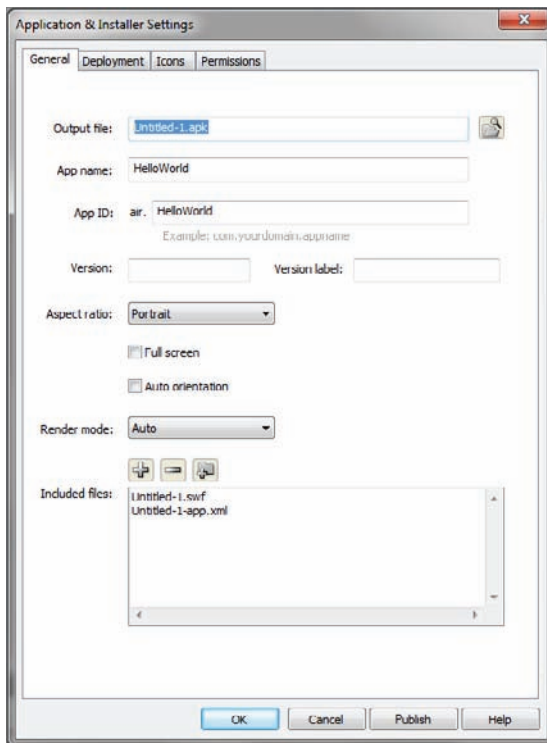 Application & Installer Settings
General Deployment Icons Permissions
Output file: Untitled-1.apk
App name: HelloWorld
App ID: air. HelloWorld
Example: com.yourdomain.appname
Version: Version label:
Aspect ratio: Portrait
Full screen
Auto orientation
Render mode: Auto
Included files:
Untitled-1.swf
Untitled-1-app.xml
OK Cancel Publish Help